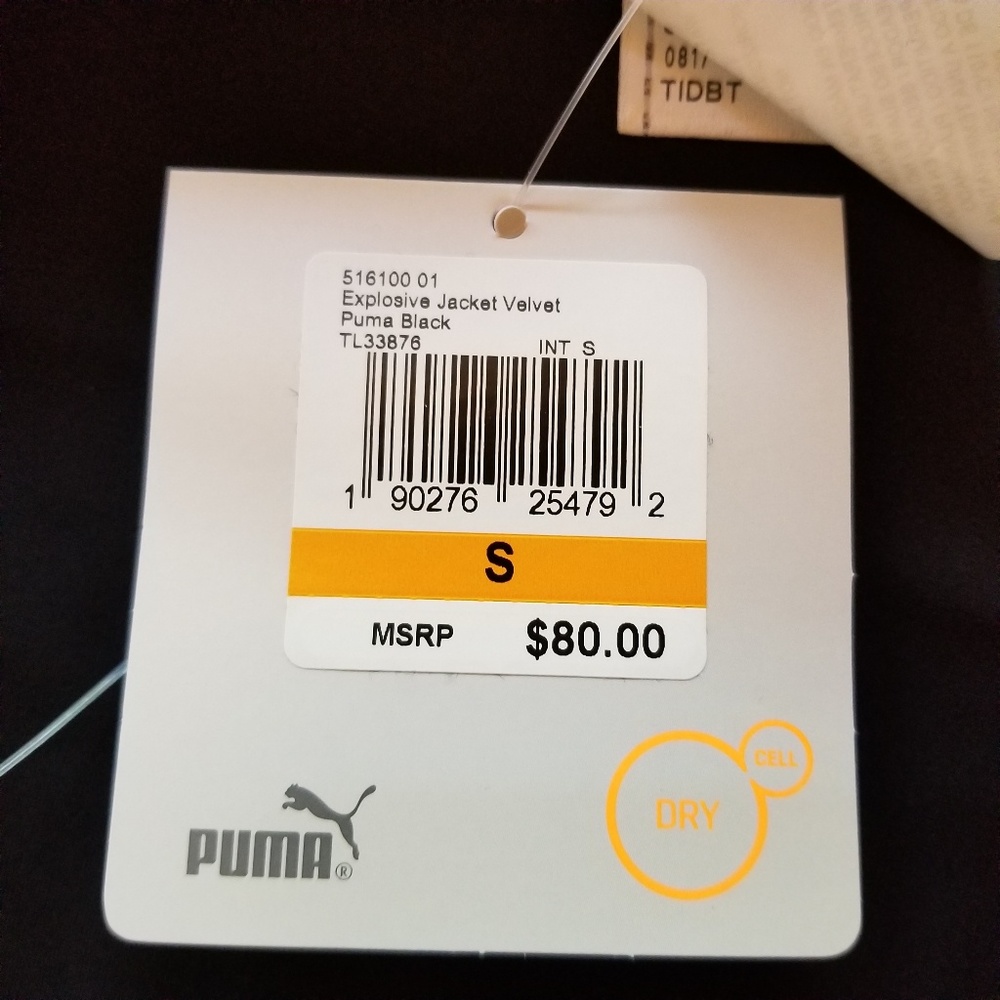 081
TIDBT
516100 01
Explosive Jacket Velvet
Puma Black
TL33876 INT S
1 90276 25479 2
S
MSRP $80.00
CELL
DRY
PUMA®